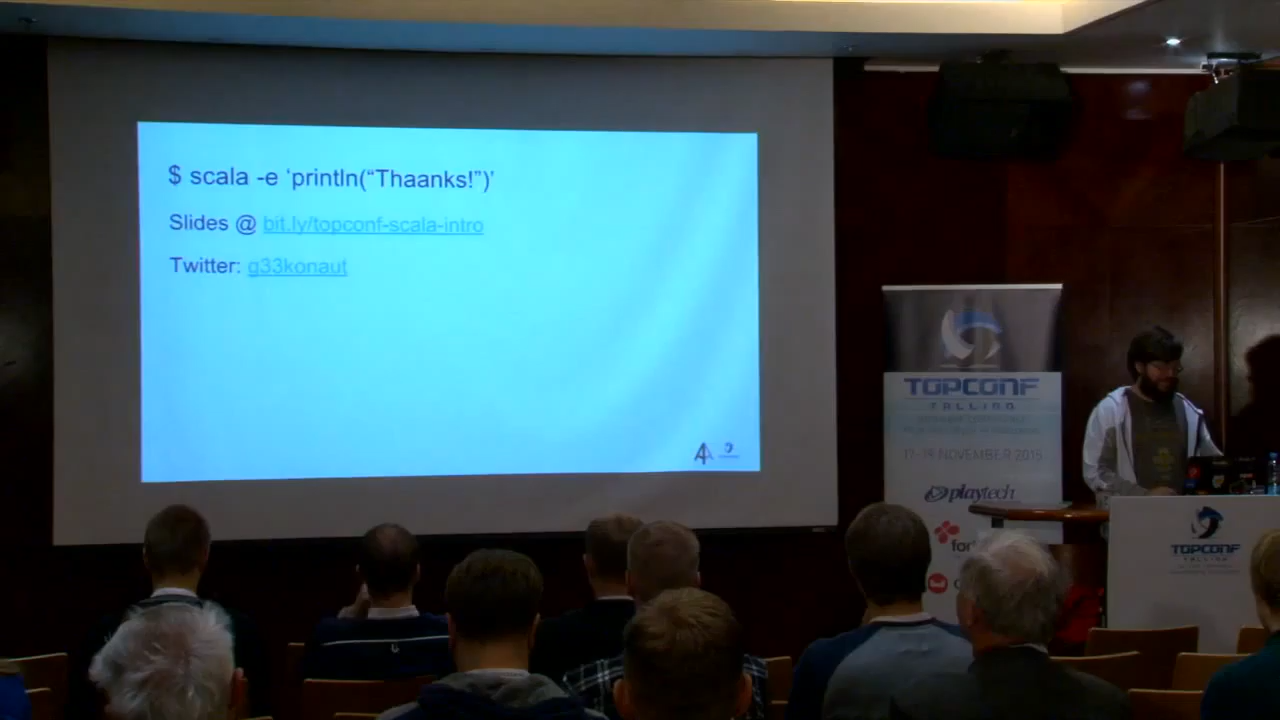 $ scala -e ‘println(“Thaanks!”)’
Slides @ bit.ly/topconf-scala-intro
Twitter: g33konaut
TOPCONF
TALLINN
17-19 NOVEMBER 2015
playtech
TOPCONF
TALLINN